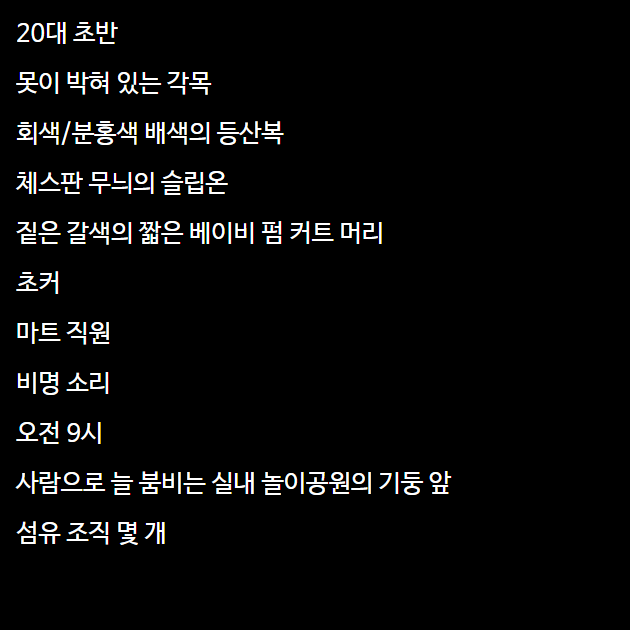 20대 초반
못이 박혀 있는 각목
회색/분홍색 배색의 등산복
체스판 무늬의 슬립온
짙은 갈색의 짧은 베이비 펌 커트 머리
초커
마트 직원
비명 소리
오전 9시
사람으로 늘 붐비는 실내 놀이공원의 기둥 앞
섬유 조직 몇 개